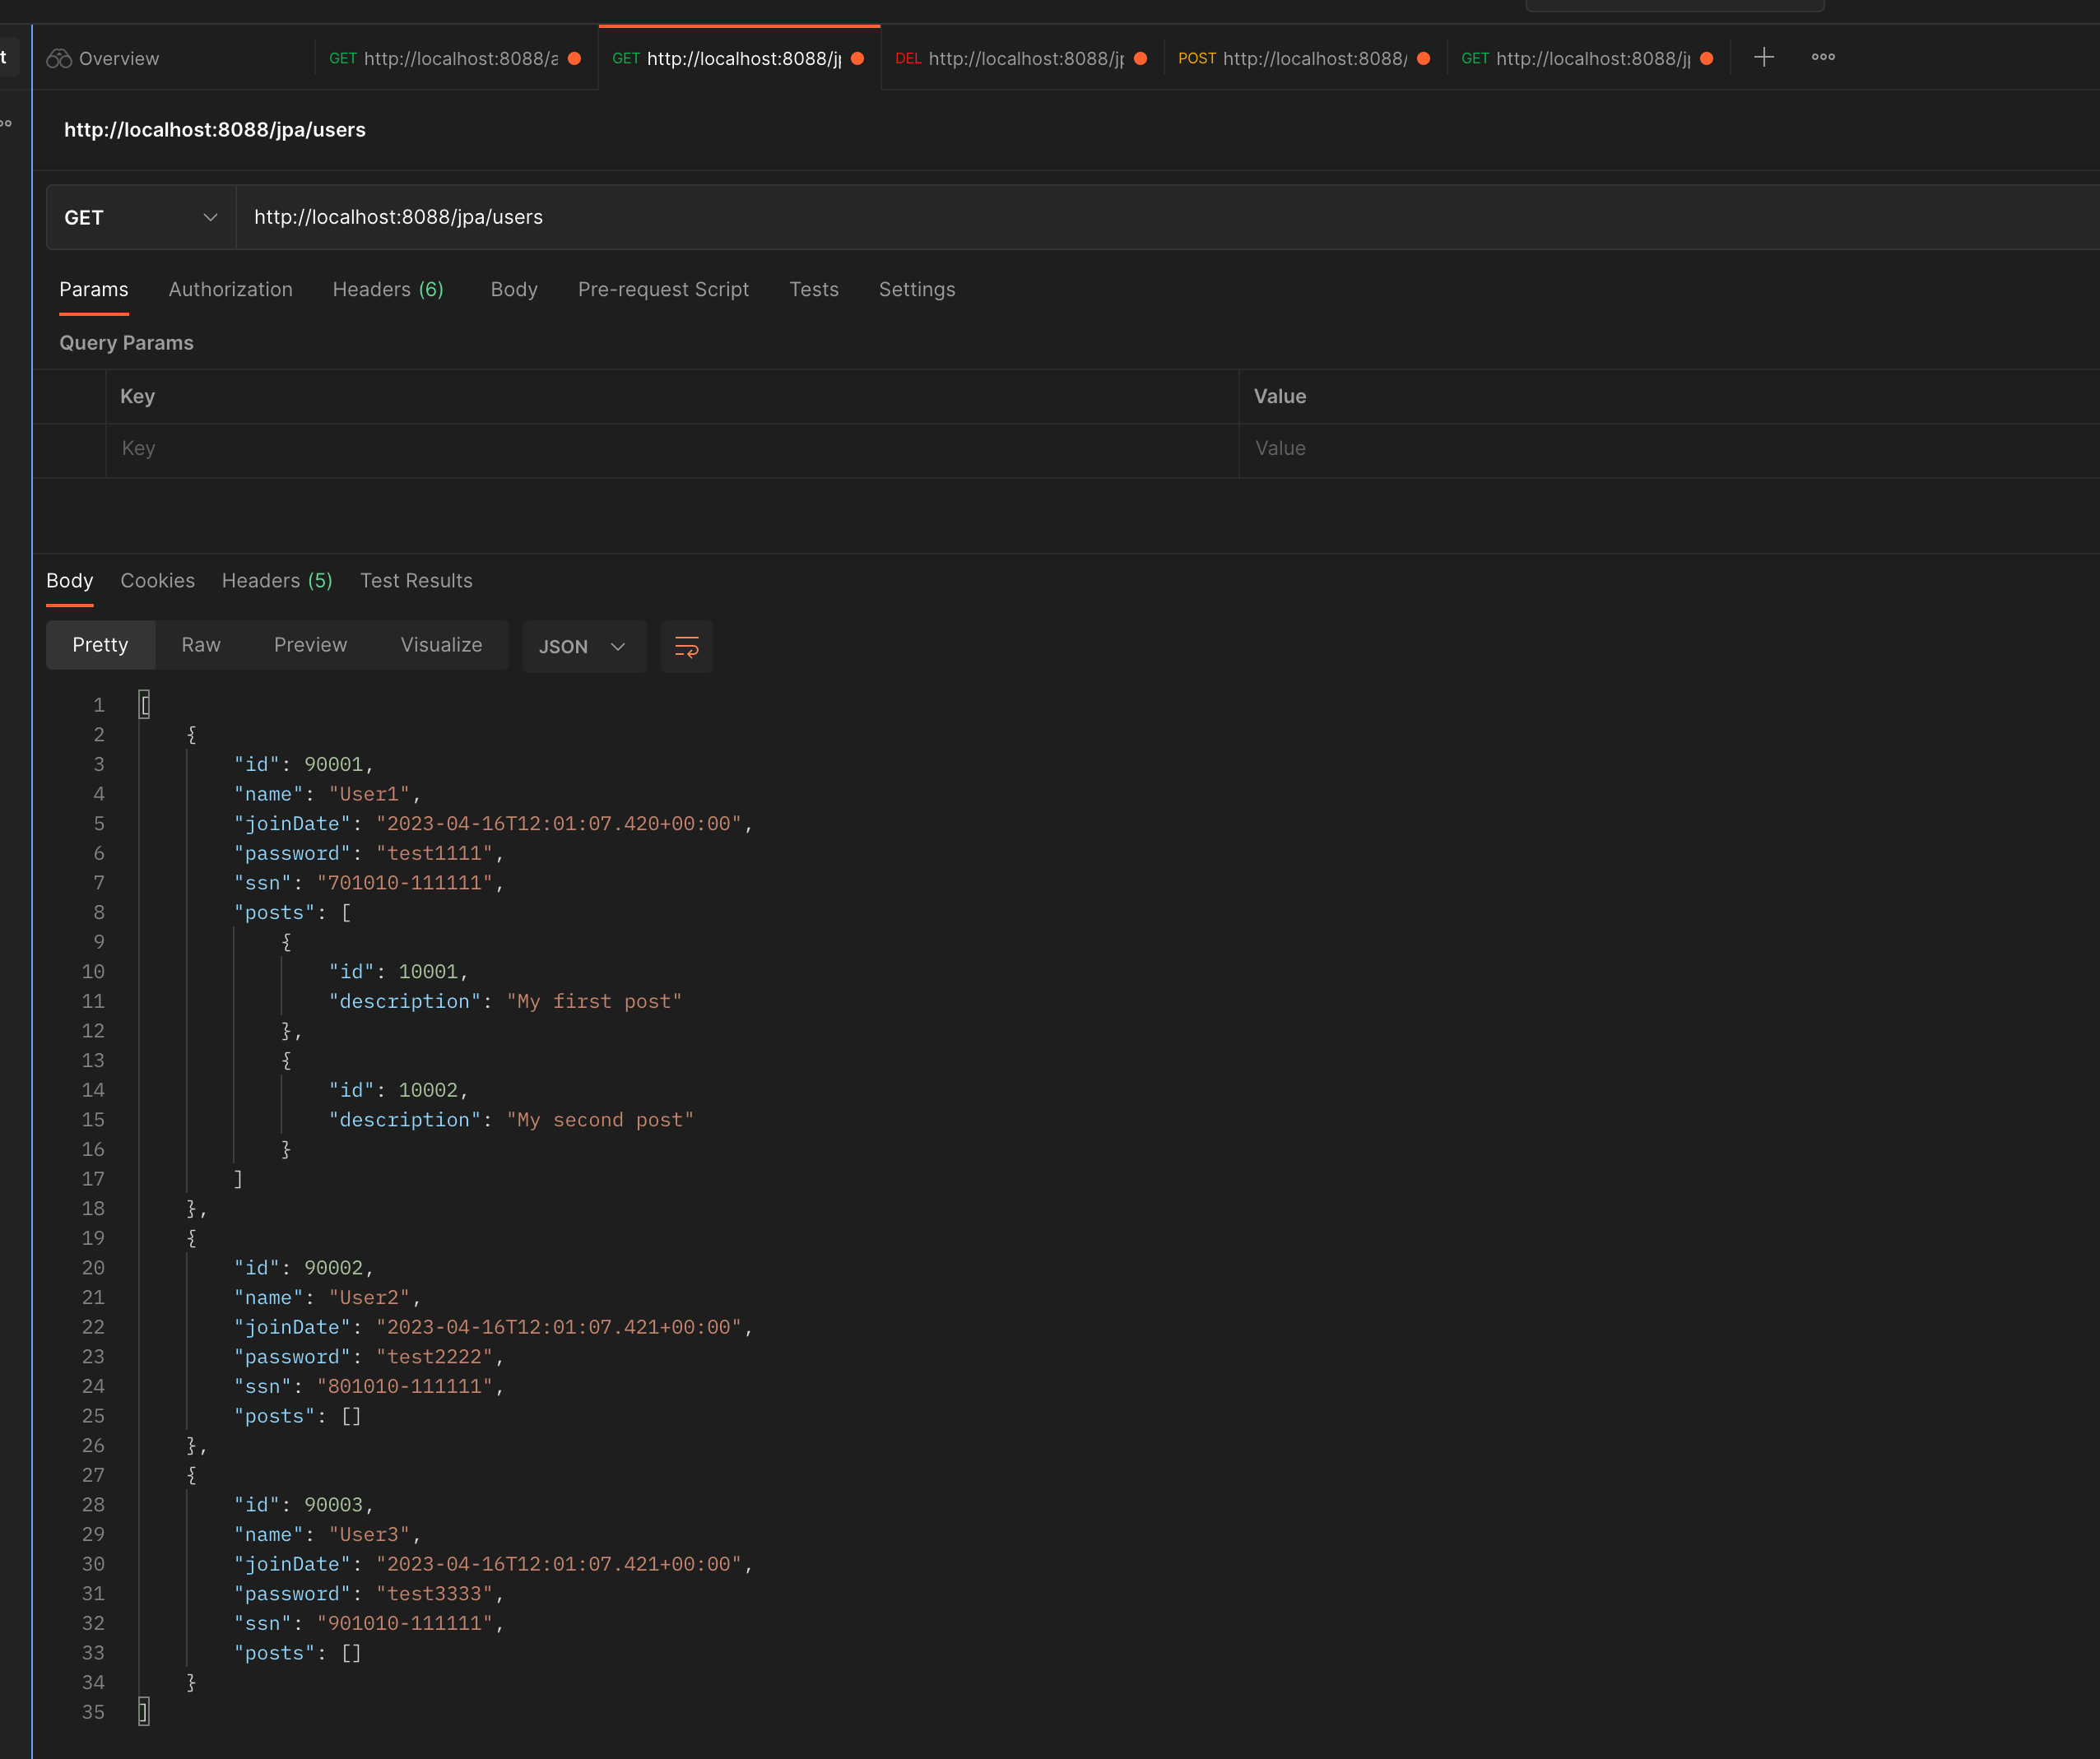 t
Overview
GET http://localhost:8088/a
GET http://localhost:8088/j
DEL http://localhost:8088/j
POST http://localhost:8088/
GET http://localhost:8088/j
http://localhost:8088/jpa/users
GET http://localhost:8088/jpa/users
Params Authorization Headers (6) Body Pre-request Script Tests Settings
Query Params
Key Value
Key Value
Body Cookies Headers (5) Test Results
Pretty Raw Preview Visualize JSON
1 [
2 {
3 "id": 90001,
4 "name": "User1",
5 "joinDate": "2023-04-16T12:01:07.420+00:00",
6 "password": "test1111",
7 "ssn": "701010-111111",
8 "posts": [
9 {
10 "id": 10001,
11 "description": "My first post"
12 },
13 {
14 "id": 10002,
15 "description": "My second post"
16 }
17 ]
18 },
19 {
20 "id": 90002,
21 "name": "User2",
22 "joinDate": "2023-04-16T12:01:07.421+00:00",
23 "password": "test2222",
24 "ssn": "801010-111111",
25 "posts": []
26 },
27 {
28 "id": 90003,
29 "name": "User3",
30 "joinDate": "2023-04-16T12:01:07.421+00:00",
31 "password": "test3333",
32 "ssn": "901010-111111",
33 "posts": []
34 }
35 ]